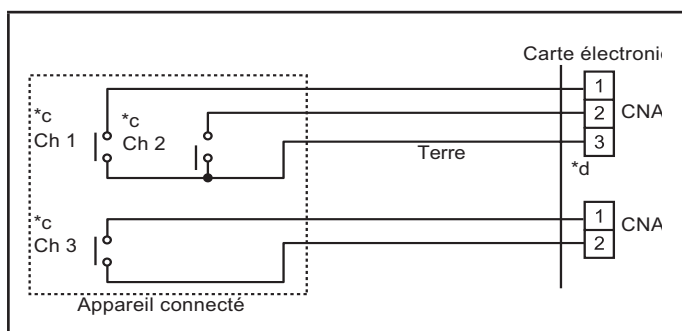 Carte électroni
1
*c
*c
2
CNA
Ch 1
Ch 2
3
Terre
*d
*c
1
CNA
Ch 3
2
Appareil connecté